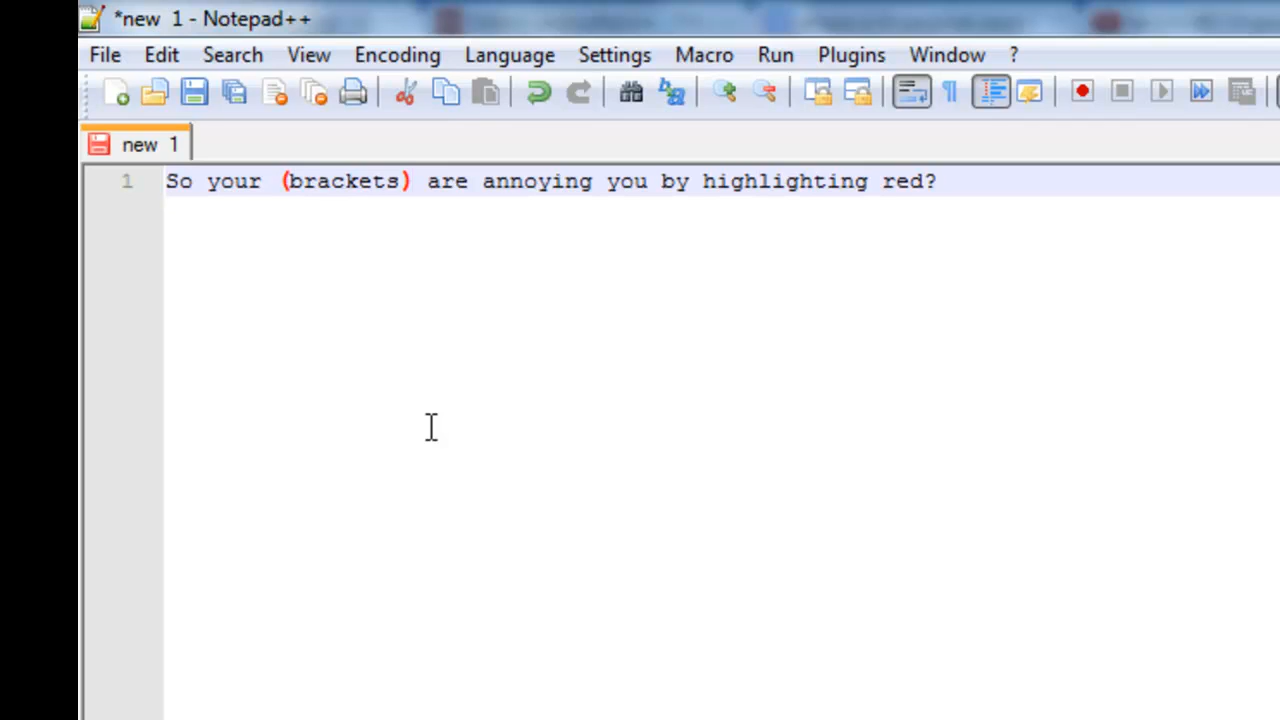 *new 1 - Notepad++
File Edit Search View Encoding Language Settings Macro Run Plugins Window ?
new 1
1 So your (brackets) are annoying you by highlighting red?